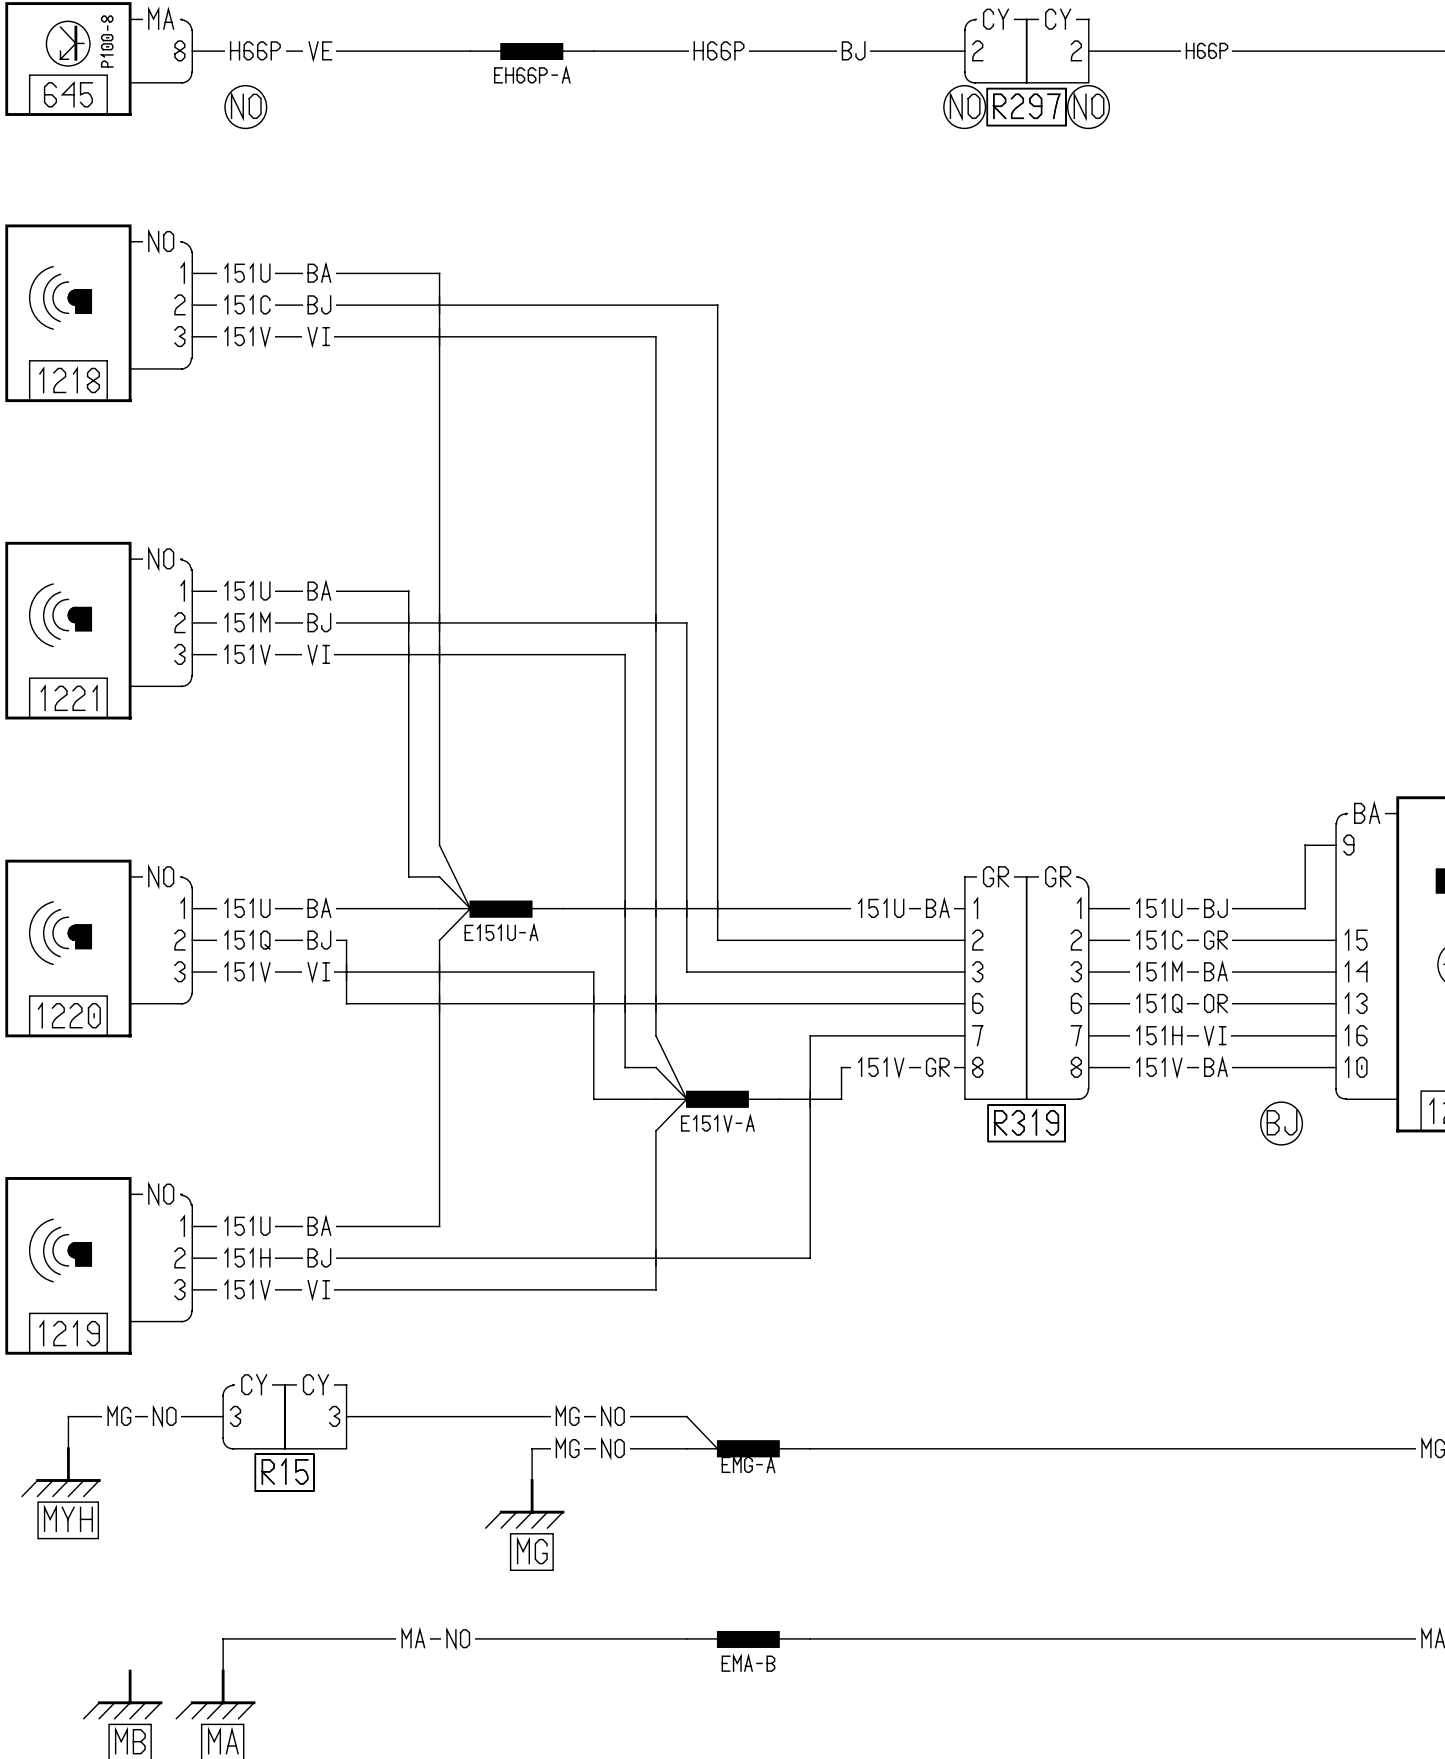 MA CY CY
P100-8 8 H66P VE H66P BJ 2 2 H66P
645 EH66P-A
NO NO R297 NO
NO
1 151U BA
2 151C BJ
3 151V VI
1218
NO
1 151U BA
2 151M BJ
3 151V VI
1221
BA
9
NO GR GR
1 151U BA 151U-BA 1 1 151U-BJ
E151U-A
2 151Q BJ 2 2 151C-GR 15
3 151V VI 3 3 151M-BA 14
1220 6 6 151Q-OR 13
7 7 151H-VI 16
151V-GR 8 8 151V-BA 10
E151V-A R319 BJ
NO
1 151U BA
2 151H BJ
3 151V VI
1219
CY CY
MG-NO 3 3 MG-NO
MG-NO MG
EMG-A
R15
MYH
MG
MA-NO MA
EMA-B
MB MA